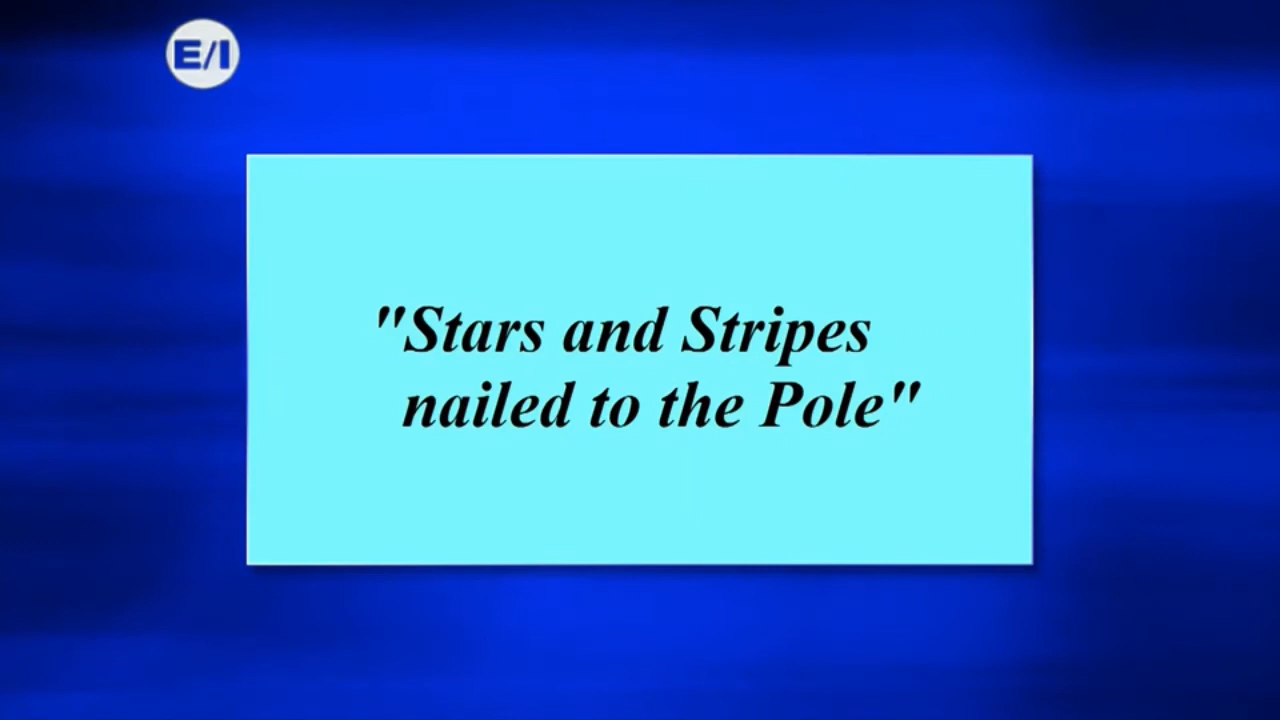 E/I
"Stars and Stripes
nailed to the Pole"